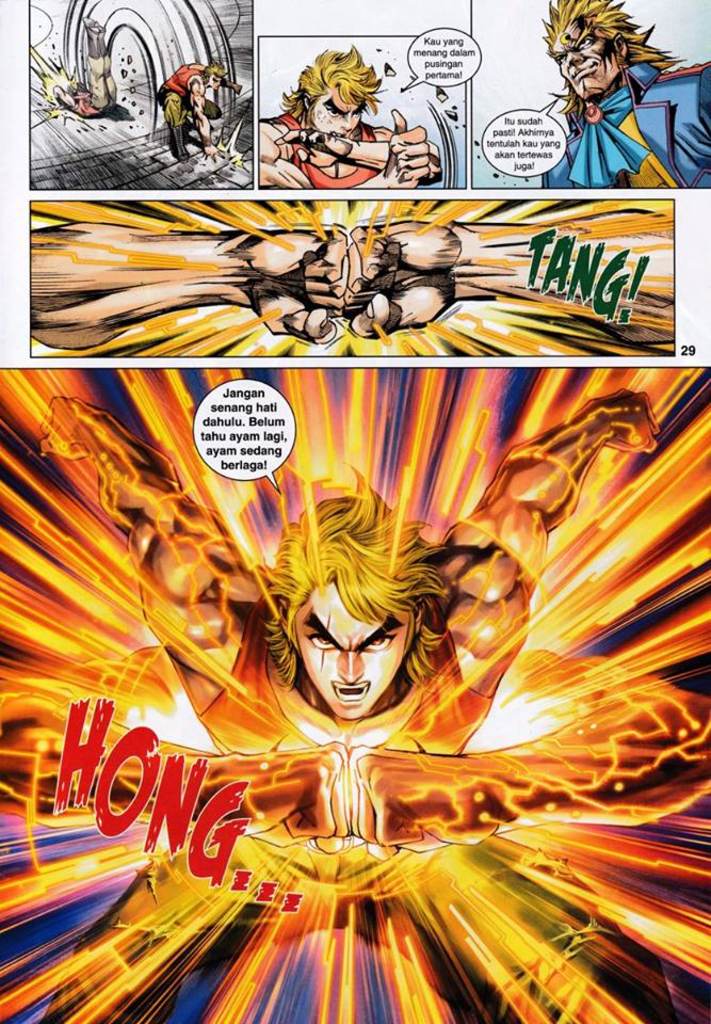 Kau yang
menang dalam
pusingan
pertama!
Itu sudah
pasti! Akhirnya
tentulah kau yang
akan tertewas
juga!
TANG!
29
Jangan
senang hati
dahulu. Belum
tahu ayam lagi,
ayam sedang
berlaga!
HONG...